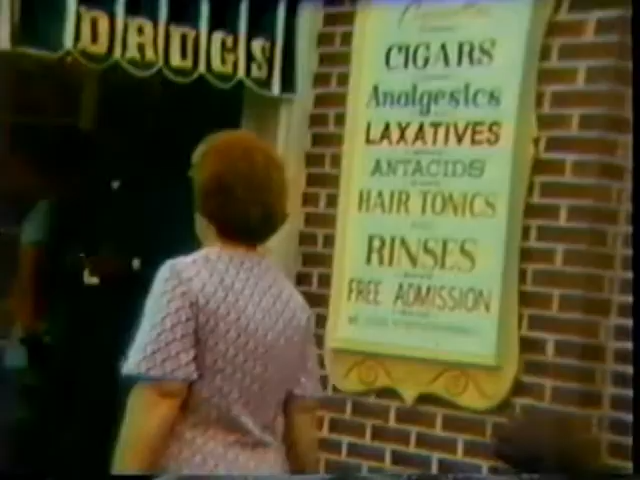 DRUGS
CIGARS
Analgesics
LAXATIVES
ANTACIDS
HAIR TONICS
RINSES
FREE ADMISSION